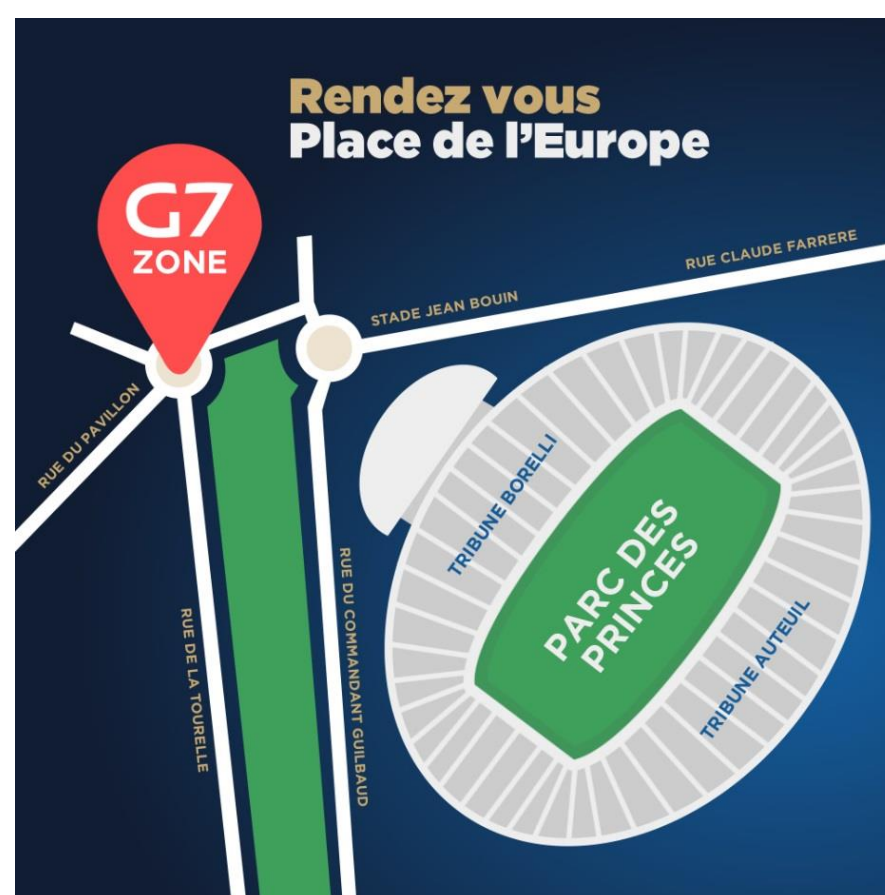 Rendez vous
Place de l'Europe
G7
ZONE
RUE CLAUDE FARRERE
STADE JEAN BOUIN
RUE DU PAVILLON
TRIBUNE BORELLI
PARC DES
PRINCES
TRIBUNE AUTEUIL
RUE DE LA TOURELLE
RUE DU COMMANDANT GUILBAUD